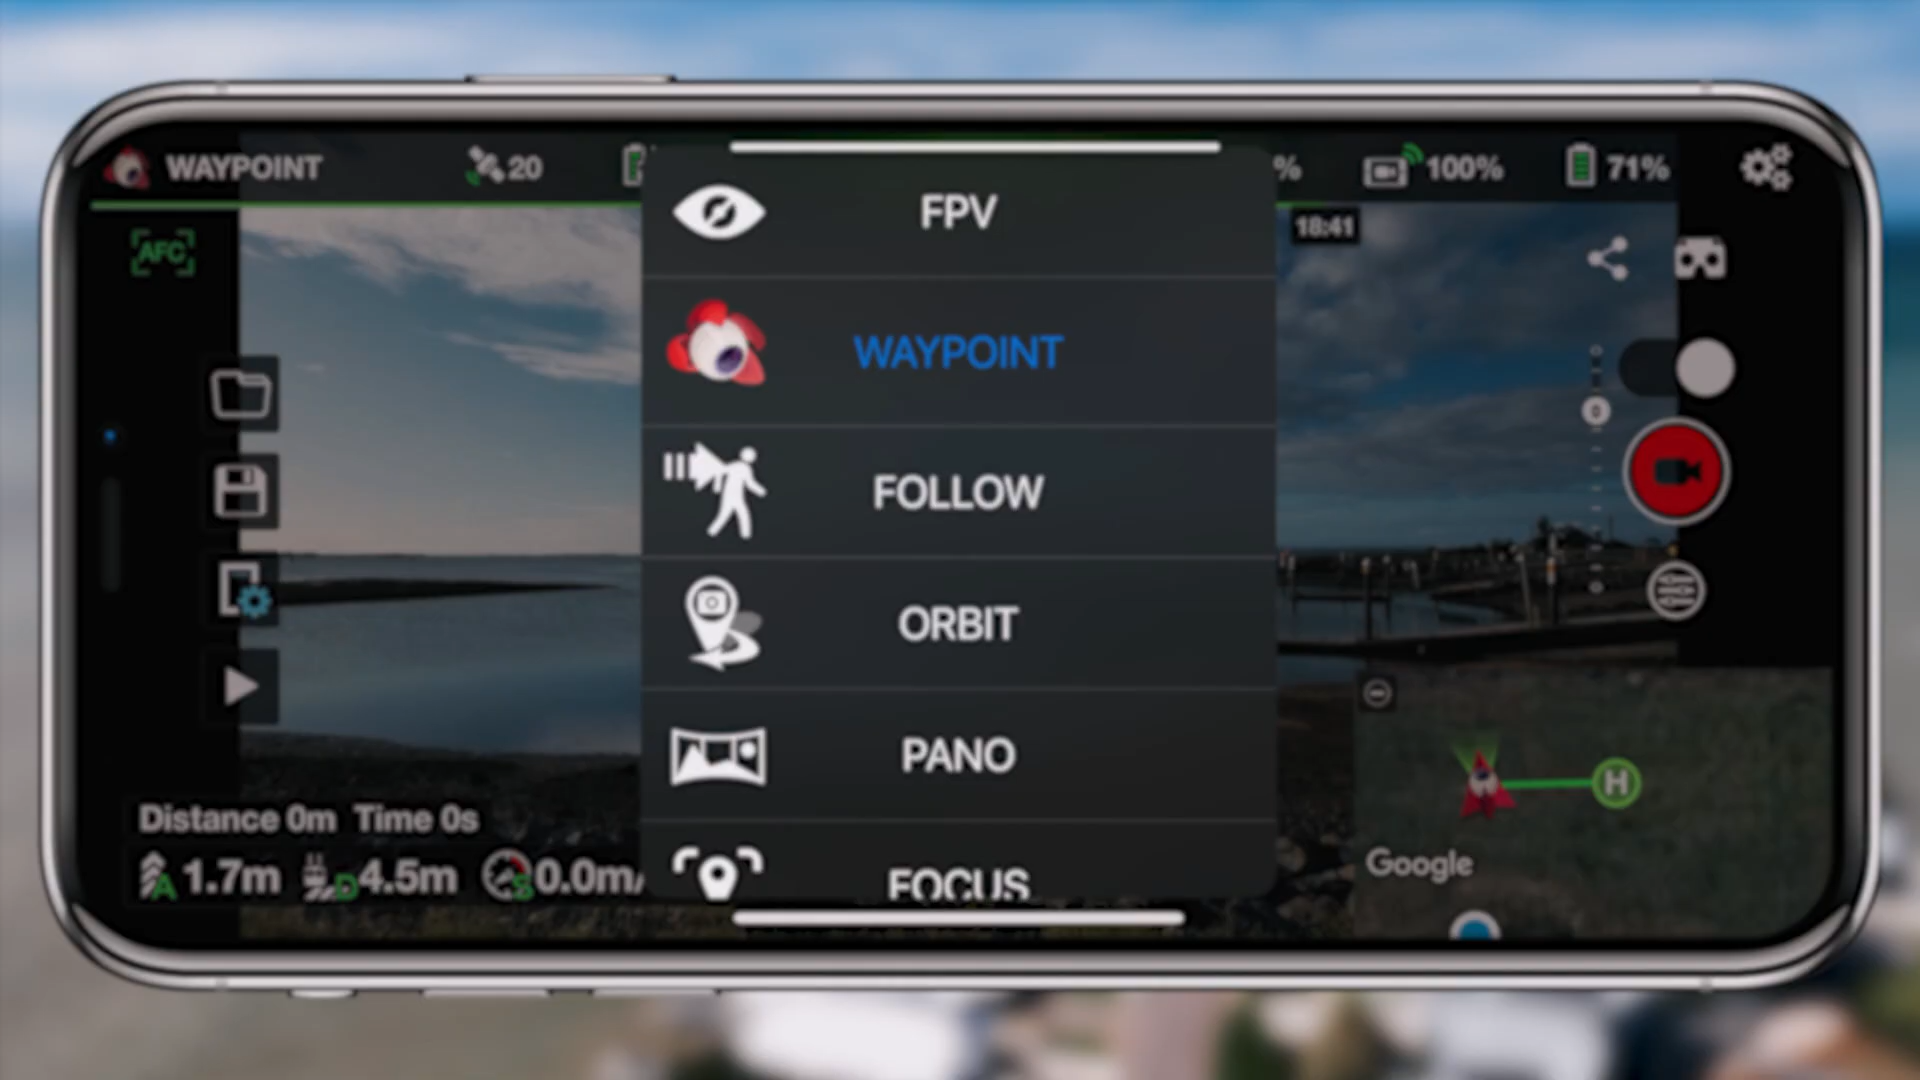 WAYPOINT
20
%
100%
71%
AFC
18:41
FPV
WAYPOINT
FOLLOW
ORBIT
PANO
FOCUS
0
Distance 0m Time 0s
A 1.7m
D 4.5m
S 0.0m/
H
Google